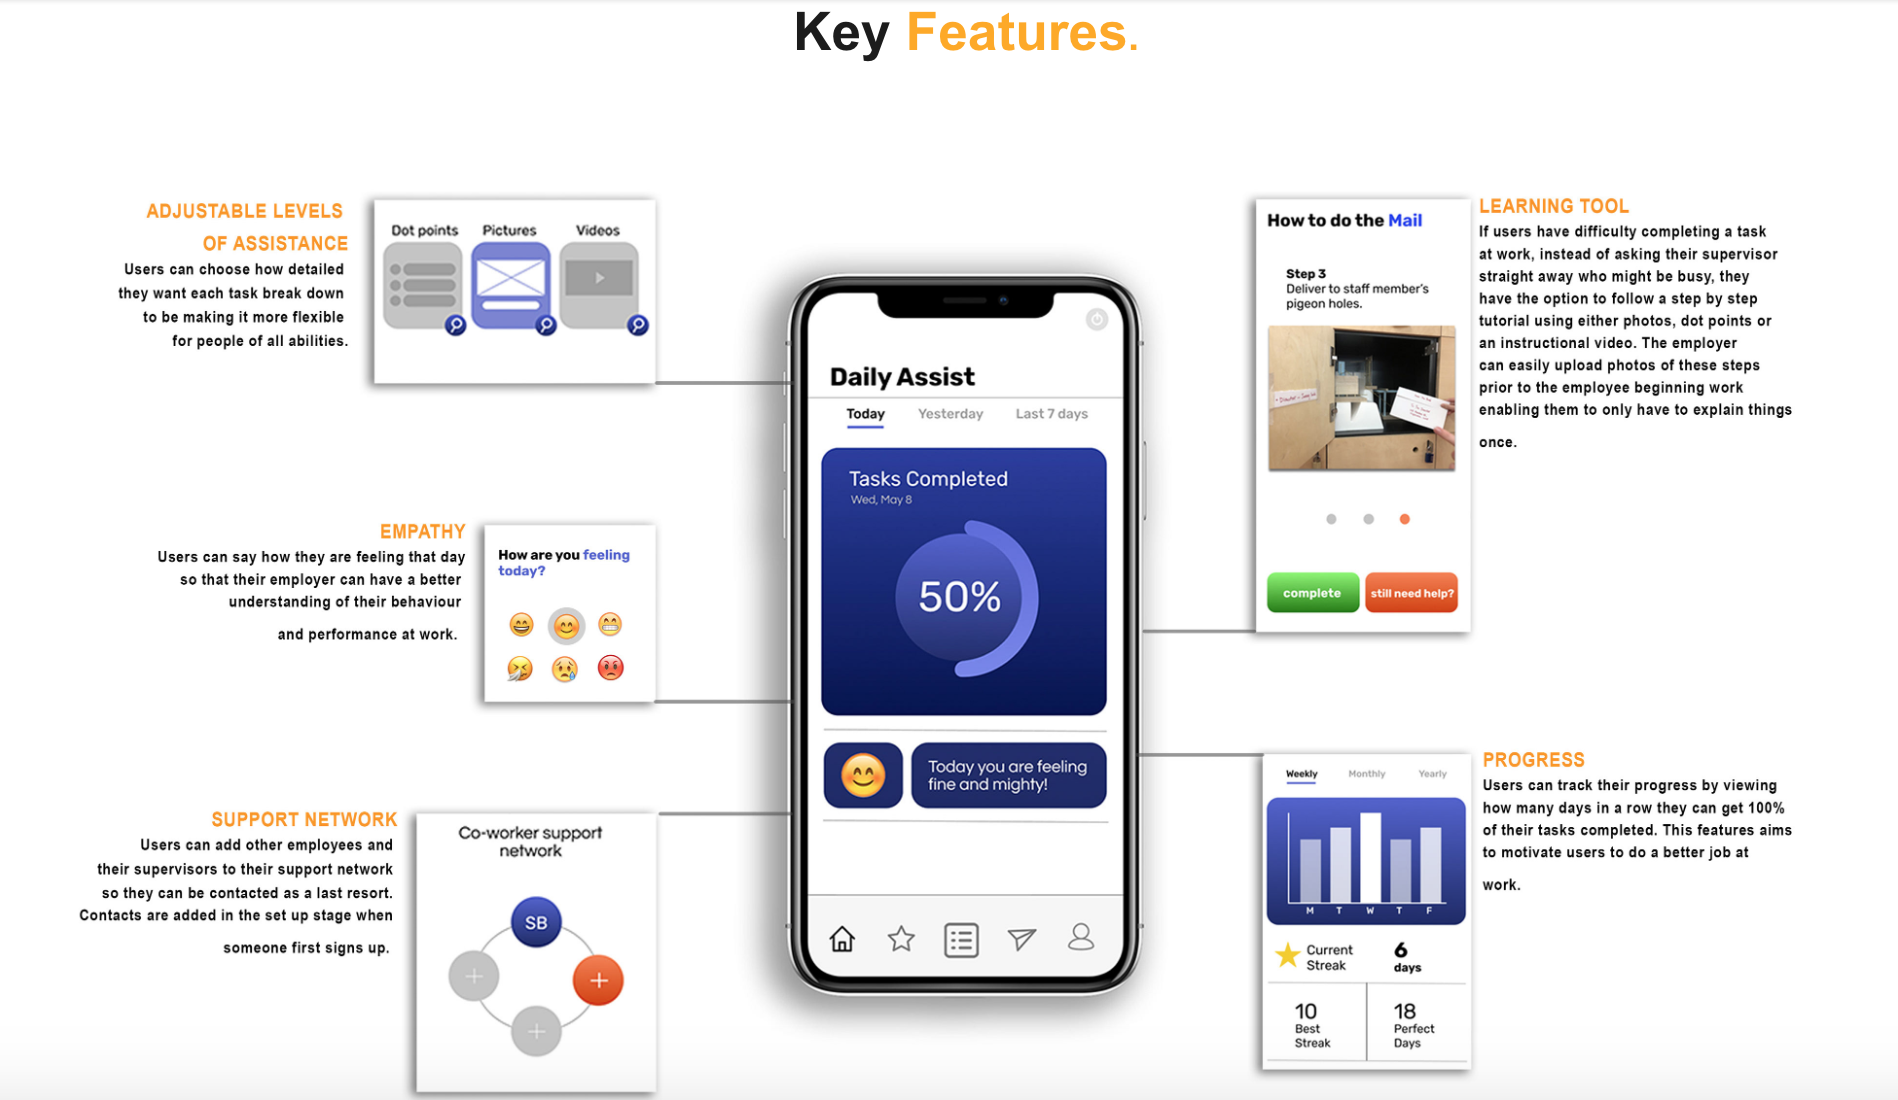 Key Features.
ADJUSTABLE LEVELS
OF ASSISTANCE
Users can choose how detailed
they want each task break down
to be making it more flexible
for people of all abilities.
Dot points
Pictures
Videos
EMPATHY
Users can say how they are feeling that day
so that their employer can have a better
understanding of their behaviour
and performance at work.
How are you feeling
today?
SUPPORT NETWORK
Users can add other employees and
their supervisors to their support network
so they can be contacted as a last resort.
Contacts are added in the set up stage when
someone first signs up.
Co-worker support
network
SB
Daily Assist
Today
Yesterday
Last 7 days
Tasks Completed
Wed, May 8
50%
Today you are feeling
fine and mighty!
How to do the Mail
Step 3
Deliver to staff member's
pigeon holes.
complete
still need help?
LEARNING TOOL
If users have difficulty completing a task
at work, instead of asking their supervisor
straight away who might be busy, they
have the option to follow a step by step
tutorial using either photos, dot points or
an instructional video. The employer
can easily upload photos of these steps
prior to the employee beginning work
enabling them to only have to explain things
once.
Weekly
Monthly
Yearly
M T W T F
Current
Streak
6
days
10
Best
Streak
18
Perfect
Days
PROGRESS
Users can track their progress by viewing
how many days in a row they can get 100%
of their tasks completed. This features aims
to motivate users to do a better job at
work.